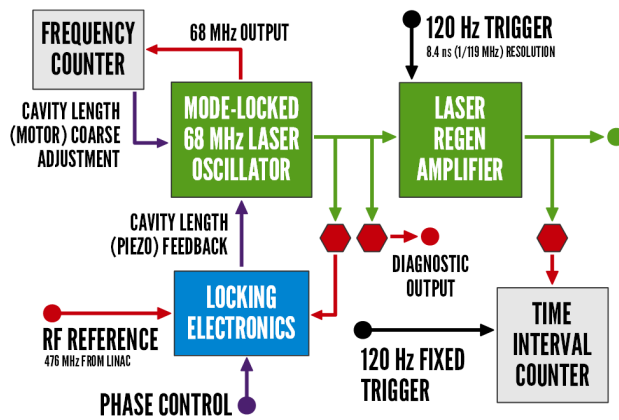 FREQUENCY
COUNTER
68 MHz OUTPUT
120 Hz TRIGGER
8.4 ns (1/119 MHz) RESOLUTION
CAVITY LENGTH
(MOTOR) COARSE
ADJUSTMENT
MODE-LOCKED
68 MHz LASER
OSCILLATOR
LASER
REGEN
AMPLIFIER
CAVITY LENGTH
(PIEZO) FEEDBACK
DIAGNOSTIC
OUTPUT
LOCKING
ELECTRONICS
RF REFERENCE
476 MHz FROM LINAC
TIME
INTERVAL
COUNTER
120 Hz FIXED
TRIGGER
PHASE CONTROL